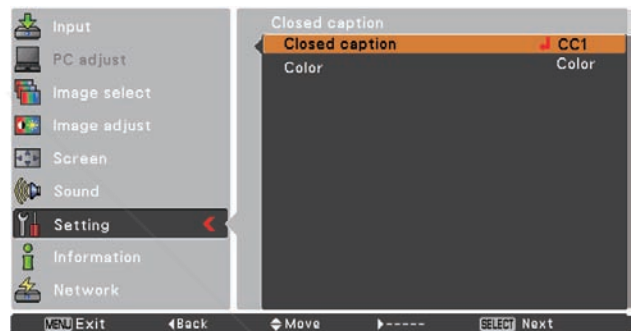 Input
PC adjust
Image select
Image adjust
Screen
Sound
Setting
Information
Network
Closed caption
Closed caption CC1
Color Color
MENU Exit Back Move ----- SELECT Next